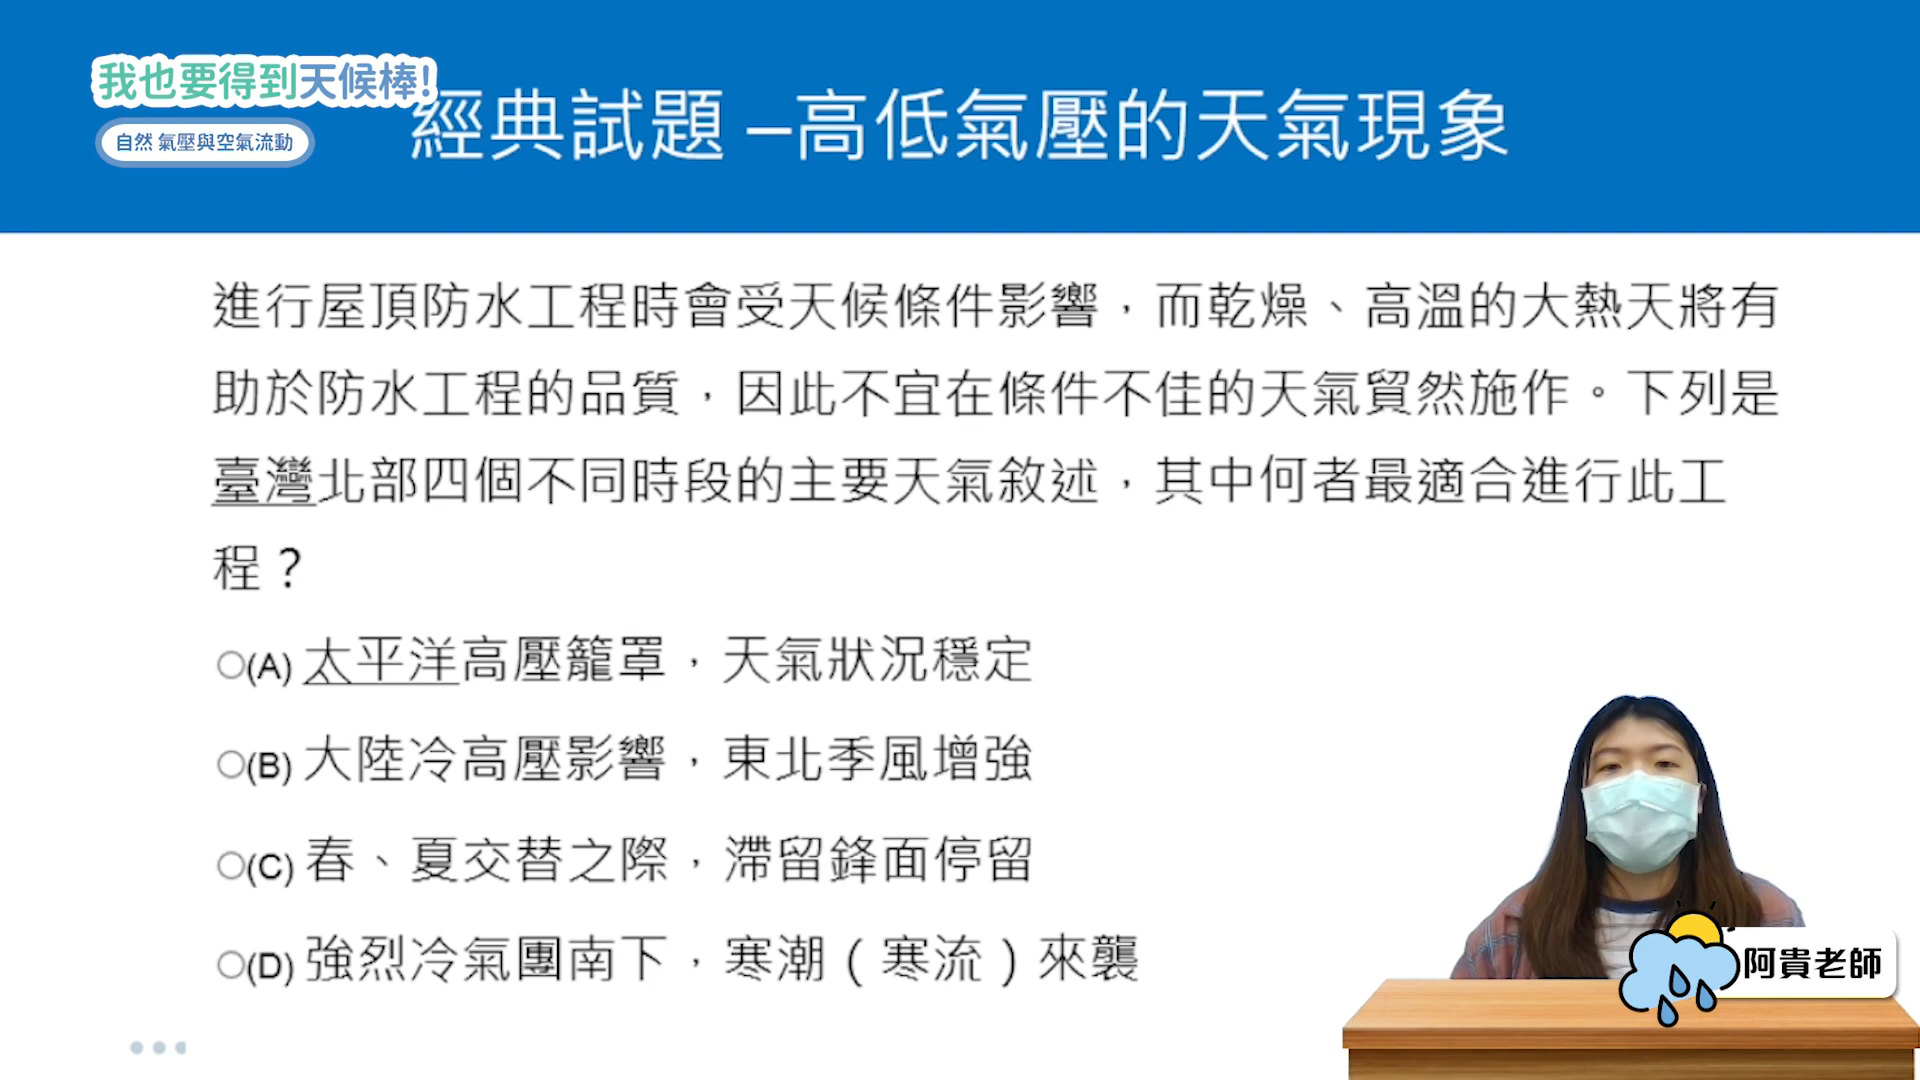 我也要得到天候棒!
自然 氣壓與空氣流動
經典試題 –高低氣壓的天氣現象
進行屋頂防水工程時會受天候條件影響，而乾燥、高溫的大熱天將有
助於防水工程的品質，因此不宜在條件不佳的天氣貿然施作。下列是
臺灣北部四個不同時段的主要天氣敘述，其中何者最適合進行此工
程？
○(A) 太平洋高壓籠罩，天氣狀況穩定
○(B) 大陸冷高壓影響，東北季風增強
○(C) 春、夏交替之際，滯留鋒面停留
○(D) 強烈冷氣團南下，寒潮（寒流）來襲
阿貴老師